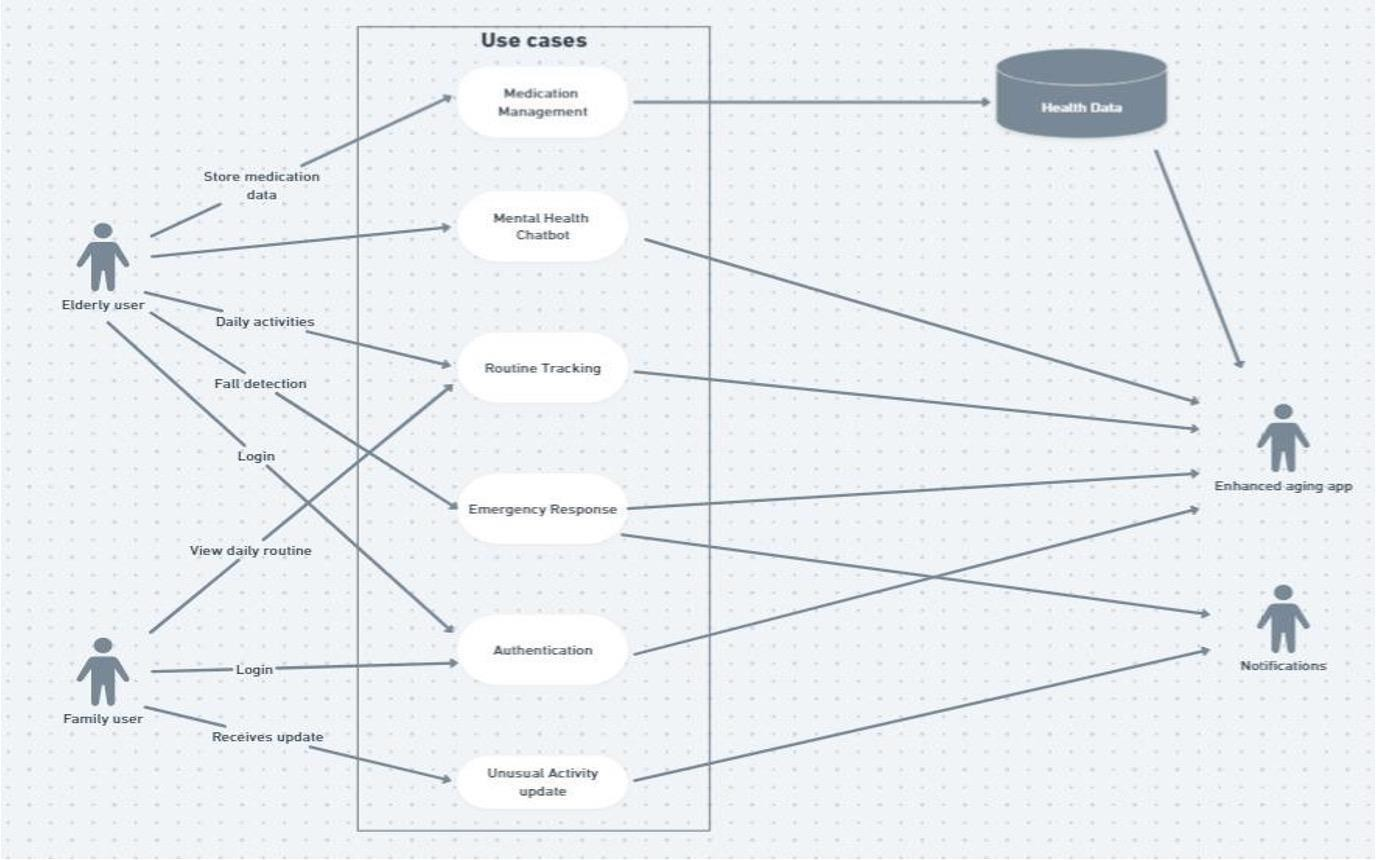 Use cases
Medication
Management
Health Data
Store medication
data
Mental Health
Chatbot
Elderly user
Daily activities
Routine Tracking
Fall detection
Login
Enhanced aging app
Emergency Response
View daily routine
Authentication
Login
Notifications
Family user
Receives update
Unusual Activity
update